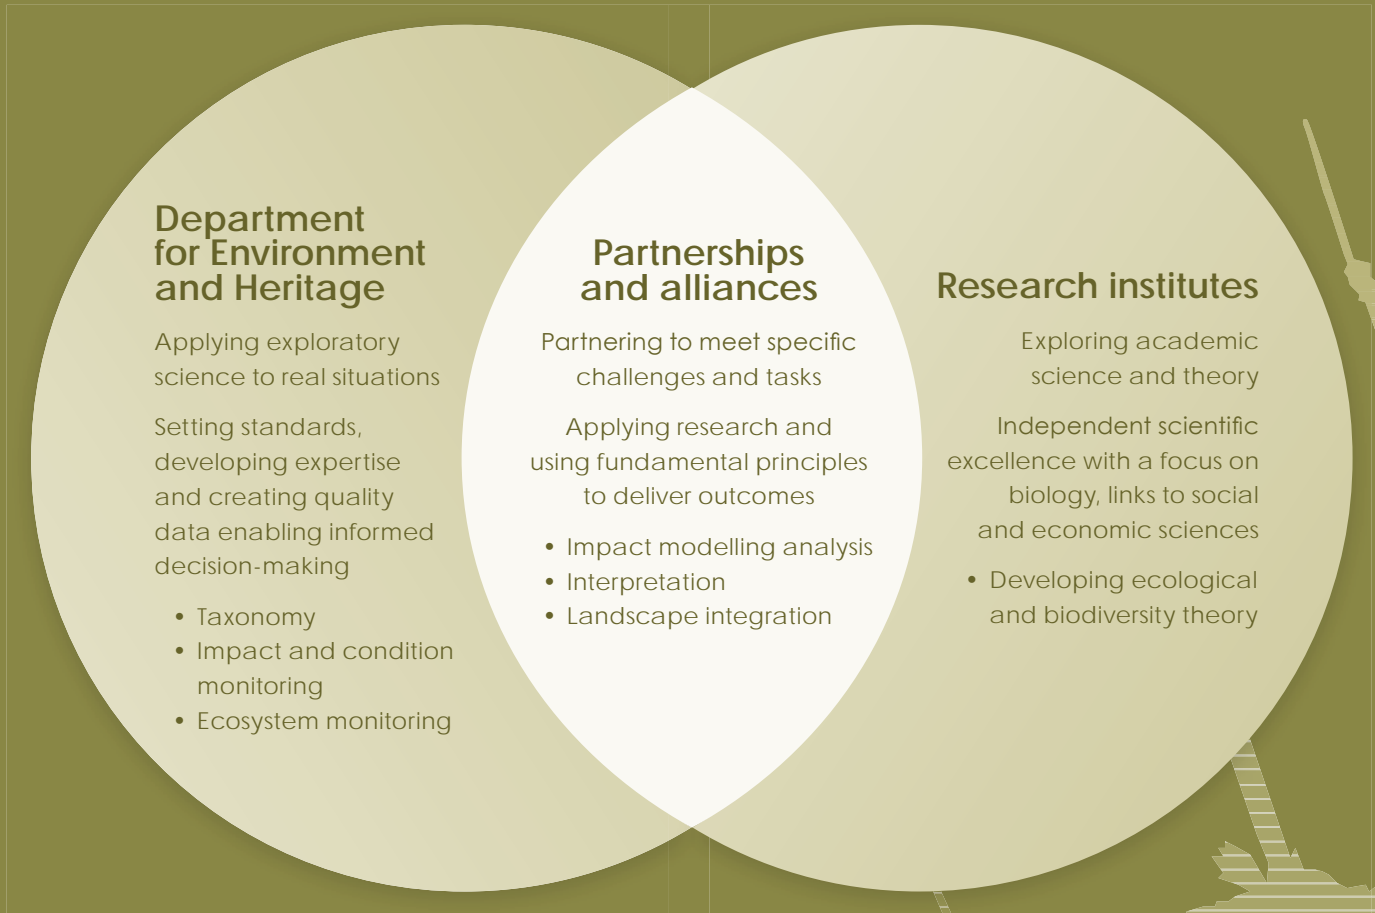 Department
for Environment
and Heritage
Applying exploratory
science to real situations
Setting standards,
developing expertise
and creating quality
data enabling informed
decision-making
• Taxonomy
• Impact and condition
monitoring
• Ecosystem monitoring
Partnerships
and alliances
Partnering to meet specific
challenges and tasks
Applying research and
using fundamental principles
to deliver outcomes
• Impact modelling analysis
• Interpretation
• Landscape integration
Research institutes
Exploring academic
science and theory
Independent scientific
excellence with a focus on
biology, links to social
and economic sciences
• Developing ecological
and biodiversity theory